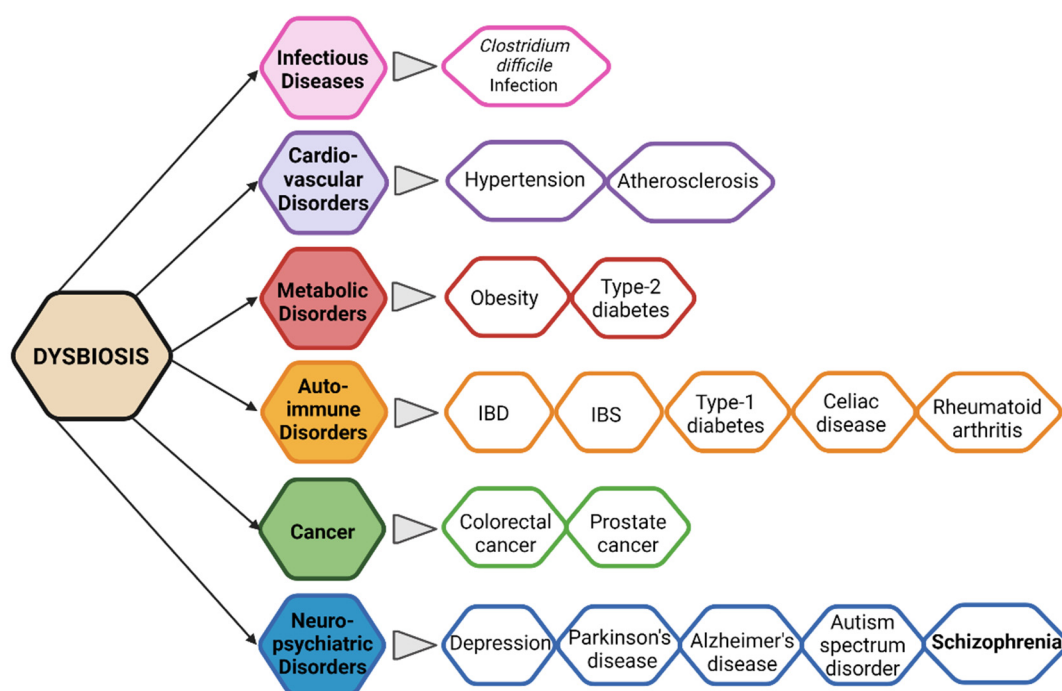 Infectious
Diseases
Clostridium
difficile
Infection
Cardio-
vascular
Disorders
Hypertension
Atherosclerosis
Metabolic
Disorders
Obesity
Type-2
diabetes
DYSBIOSIS
Auto-
immune
Disorders
IBD
IBS
Type-1
diabetes
Celiac
disease
Rheumatoid
arthritis
Cancer
Colorectal
cancer
Prostate
cancer
Neuro-
psychiatric
Disorders
Depression
Parkinson's
disease
Alzheimer's
disease
Autism
spectrum
disorder
Schizophrenia